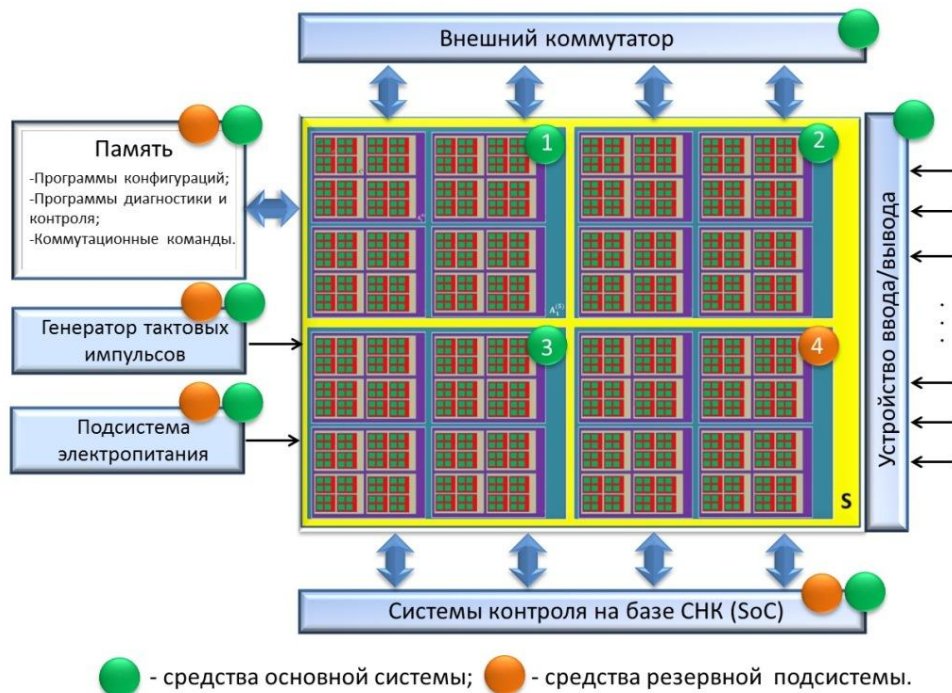 Внешний коммутатор
Память
-Программы конфигураций;
-Программы диагностики и
контроля;
-Коммутационные команды.
Генератор тактовых
импульсов
Подсистема
электропитания
1
2
3
4
S
Устройство ввода/вывода
. . .
Системы контроля на базе СНК (SoC)
- средства основной системы;
- средства резервной подсистемы.